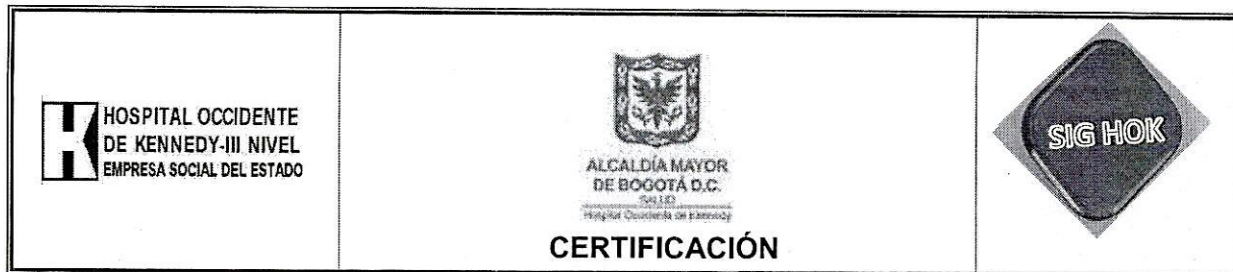 HOSPITAL OCCIDENTE
DE KENNEDY-III NIVEL
EMPRESA SOCIAL DEL ESTADO
ALCALDÍA MAYOR
DE BOGOTÁ D.C.
SALUD
Hospital Occidente de Kennedy
CERTIFICACIÓN
SIG HOK